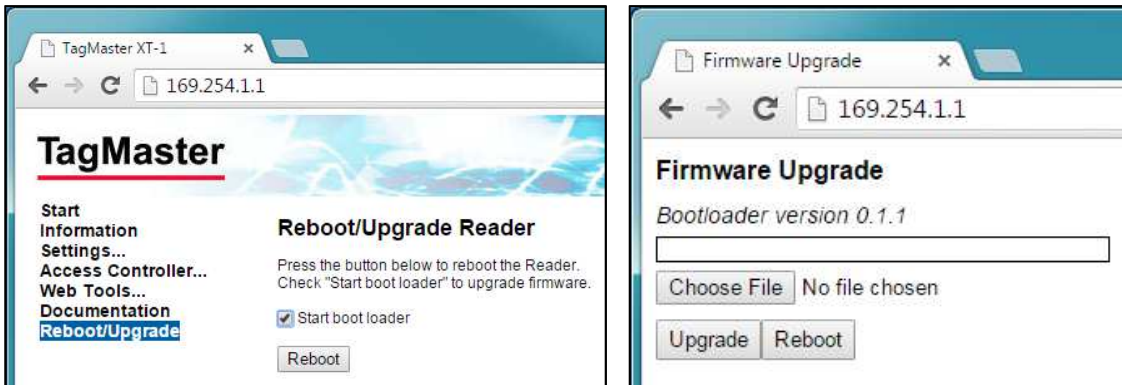 TagMaster XT-1
169.254.1.1
TagMaster
Start
Information
Settings...
Access Controller...
Web Tools...
Documentation
Reboot/Upgrade
Reboot/Upgrade Reader
Press the button below to reboot the Reader.
Check "Start boot loader" to upgrade firmware.
Start boot loader
Reboot
Firmware Upgrade
169.254.1.1
Firmware Upgrade
Bootloader version 0.1.1
Choose File No file chosen
Upgrade Reboot